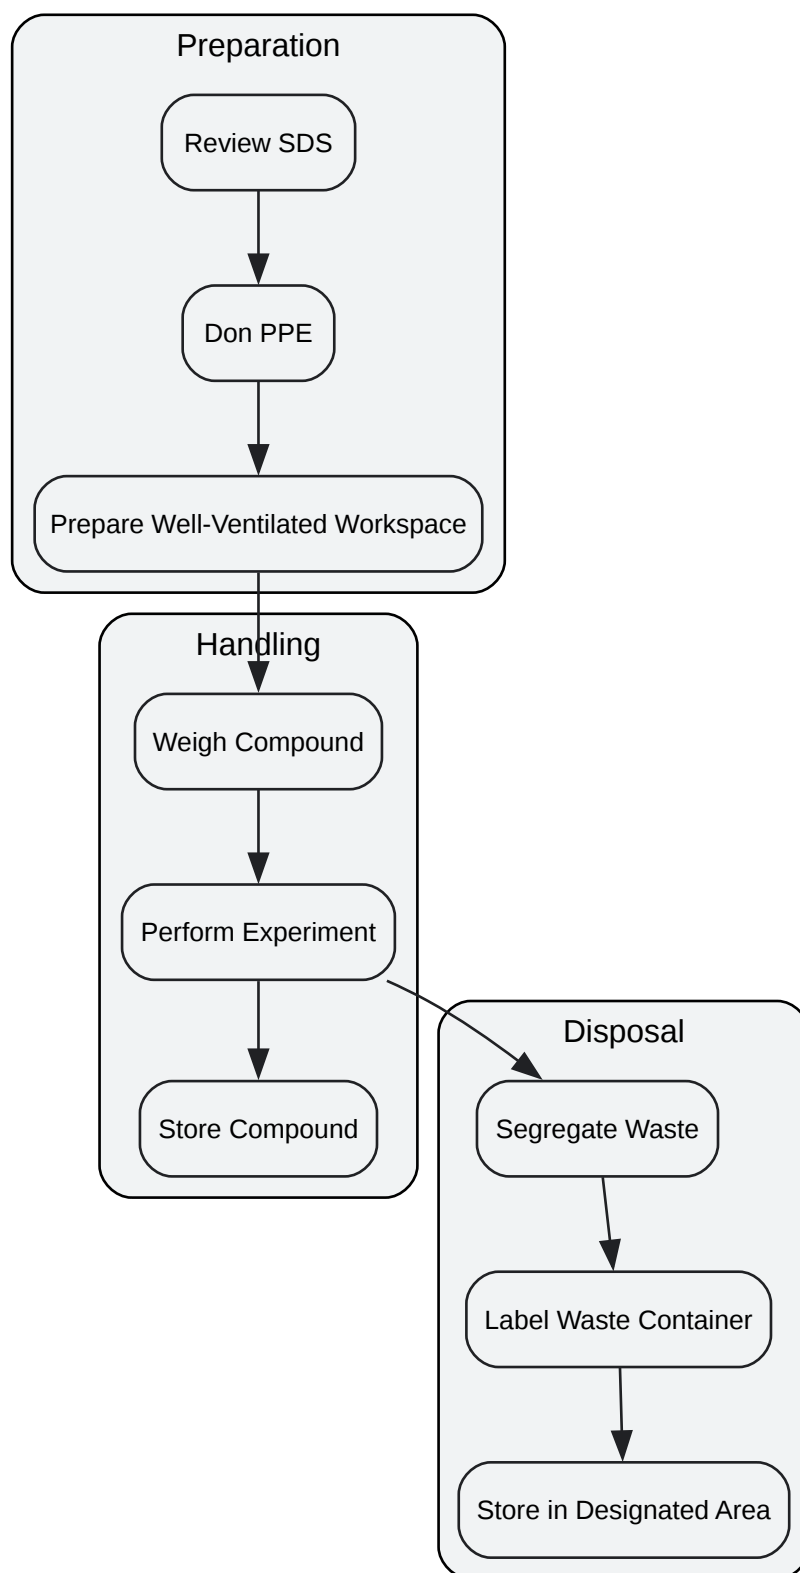 Preparation
Review SDS
Don PPE
Prepare Well-Ventilated Workspace
Handling
Weigh Compound
Perform Experiment
Store Compound
Disposal
Segregate Waste
Label Waste Container
Store in Designated Area